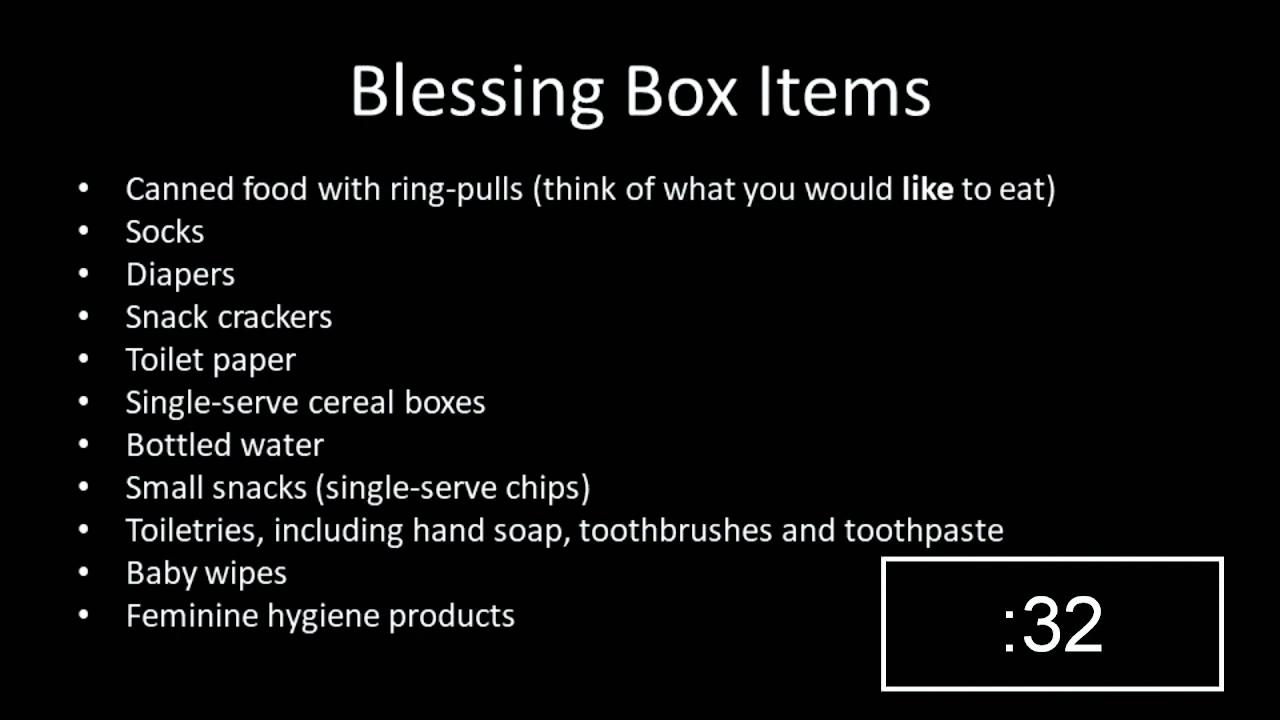 Blessing Box Items
• Canned food with ring-pulls (think of what you would like to eat)
• Socks
• Diapers
• Snack crackers
• Toilet paper
• Single-serve cereal boxes
• Bottled water
• Small snacks (single-serve chips)
• Toiletries, including hand soap, toothbrushes and toothpaste
• Baby wipes
• Feminine hygiene products
:32